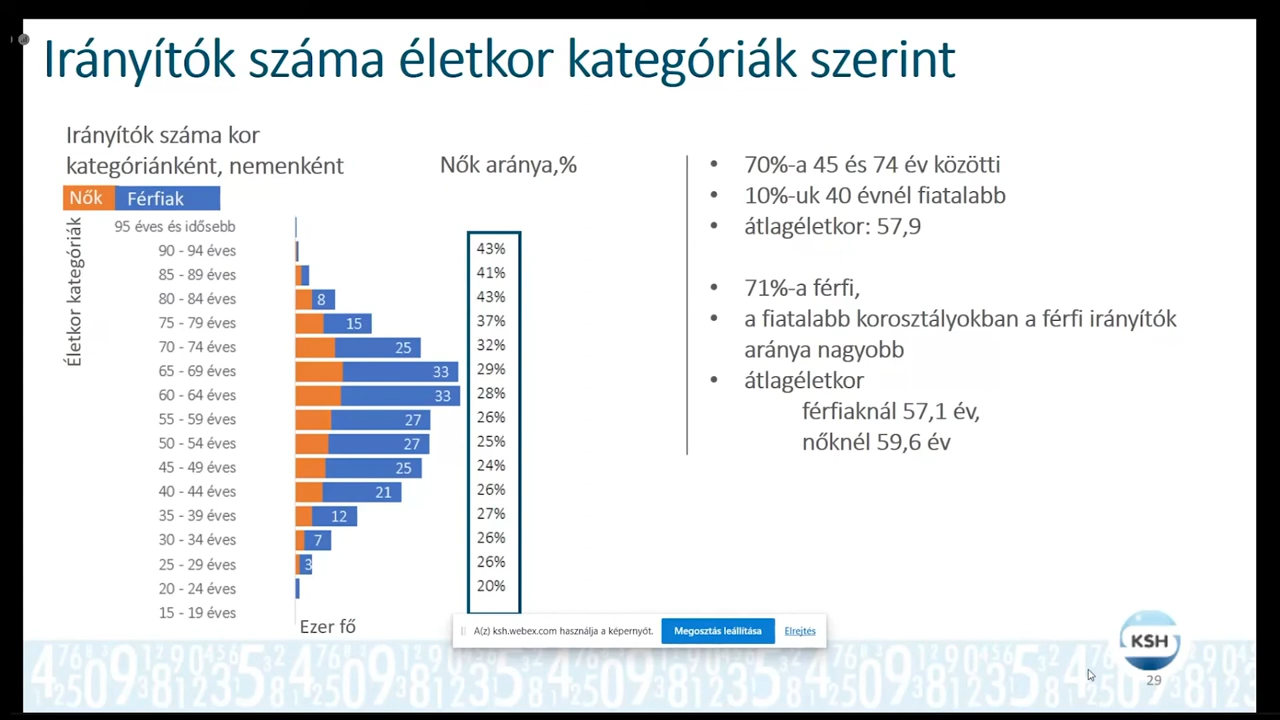 Irányítók száma életkor kategóriák szerint
Irányítók száma kor
kategóriánként, nemenként
Nők aránya,%
Nők Férfiak
Életkor kategóriák
95 éves és idősebb
90 - 94 éves 43%
85 - 89 éves 41%
80 - 84 éves 8 43%
75 - 79 éves 15 37%
70 - 74 éves 25 32%
65 - 69 éves 33 29%
60 - 64 éves 33 28%
55 - 59 éves 27 26%
50 - 54 éves 27 25%
45 - 49 éves 25 24%
40 - 44 éves 21 26%
35 - 39 éves 12 27%
30 - 34 éves 7 26%
25 - 29 éves 3 26%
20 - 24 éves 20%
15 - 19 éves
Ezer fő
• 70%-a 45 és 74 év közötti
• 10%-uk 40 évnél fiatalabb
• átlagéletkor: 57,9
• 71%-a férfi,
• a fiatalabb korosztályokban a férfi irányítók
aránya nagyobb
• átlagéletkor
férfiaknál 57,1 év,
nőknél 59,6 év
A(z) ksh.webex.com használja a képernyőt. Megosztás leállítása Elrejtés
KSH
29